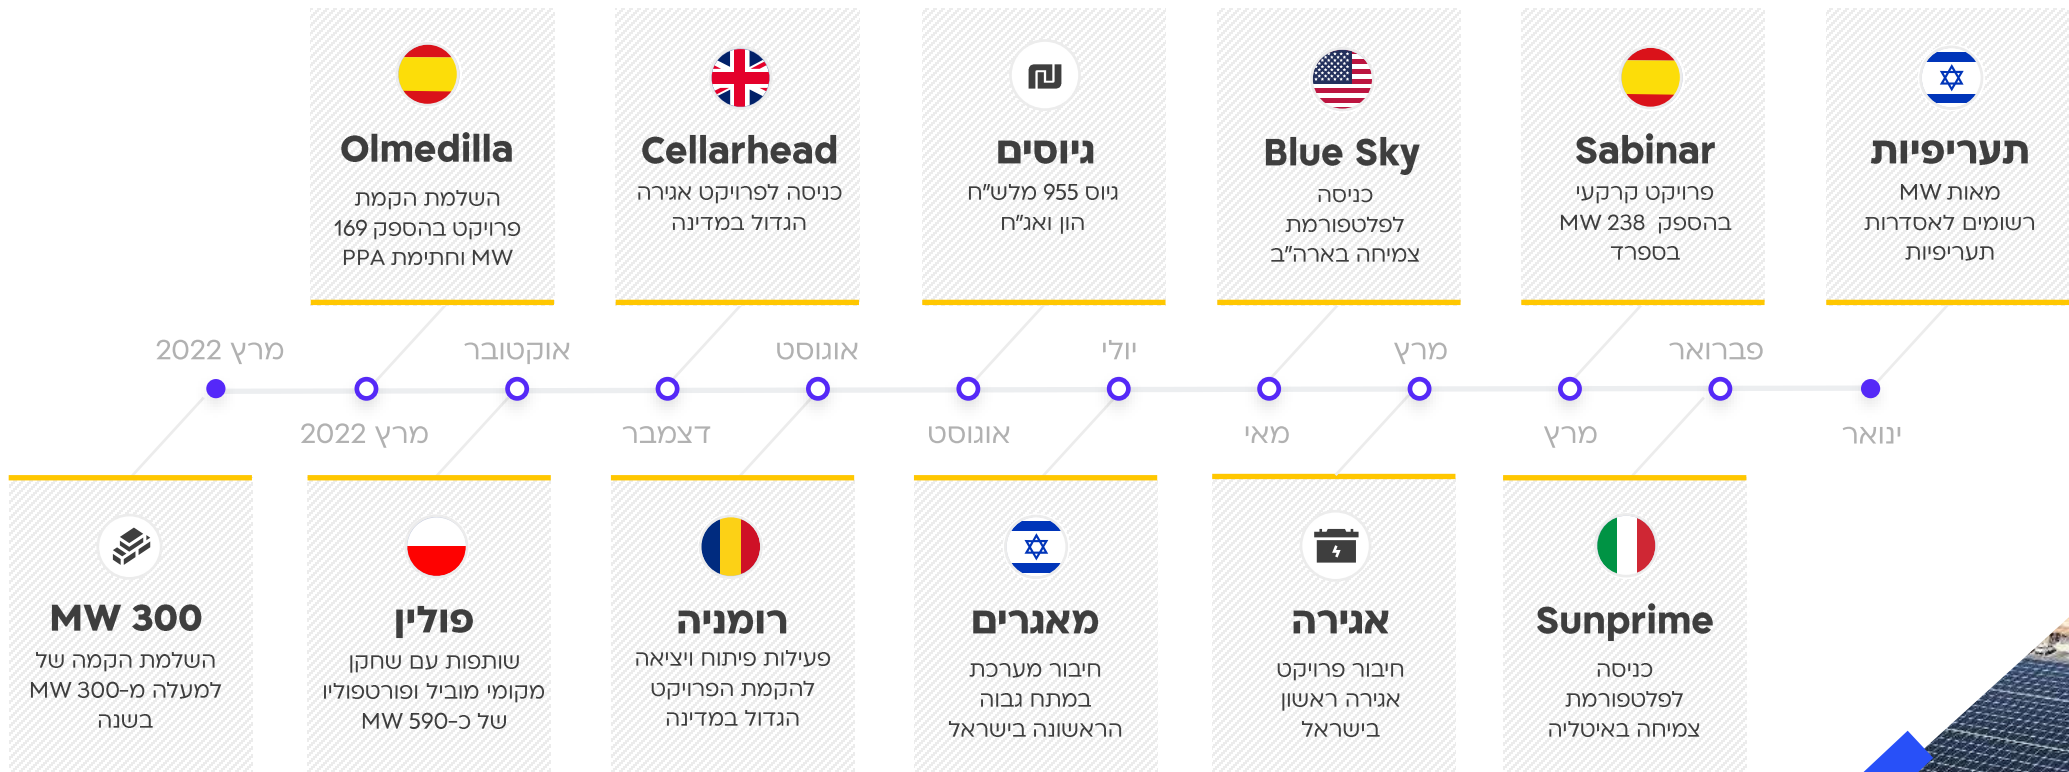 תעריפיות
מאות MW
רשומים לאסדרות
תעריפיות
Sabinar
פרויקט קרקעי
בהספק 238 MW
בספרד
Blue Sky
כניסה
לפלטפורמת
צמיחה בארה"ב
גיוסים
גיוס 955 מלש"ח
הון ואג"ח
Cellarhead
כניסה לפרויקט אגירה
הגדול במדינה
Olmedilla
השלמת הקמת
פרויקט בהספק 169
MW וחתימת PPA
פברואר
מרץ
יולי
אוגוסט
אוקטובר
מרץ 2022
ינואר
מרץ
מאי
אוגוסט
דצמבר
מרץ 2022
Sunprime
כניסה
לפלטפורמת
צמיחה באיטליה
אגירה
חיבור פרויקט
אגירה ראשון
בישראל
מאגרים
חיבור מערכת
במתח גבוה
הראשונה בישראל
רומניה
פעילות פיתוח ויציאה
להקמת הפרויקט
הגדול במדינה
פולין
שותפות עם שחקן
מקומי מוביל ופורטפוליו
של כ-590 MW
300 MW
השלמת הקמה של
למעלה מ-300 MW
בשנה